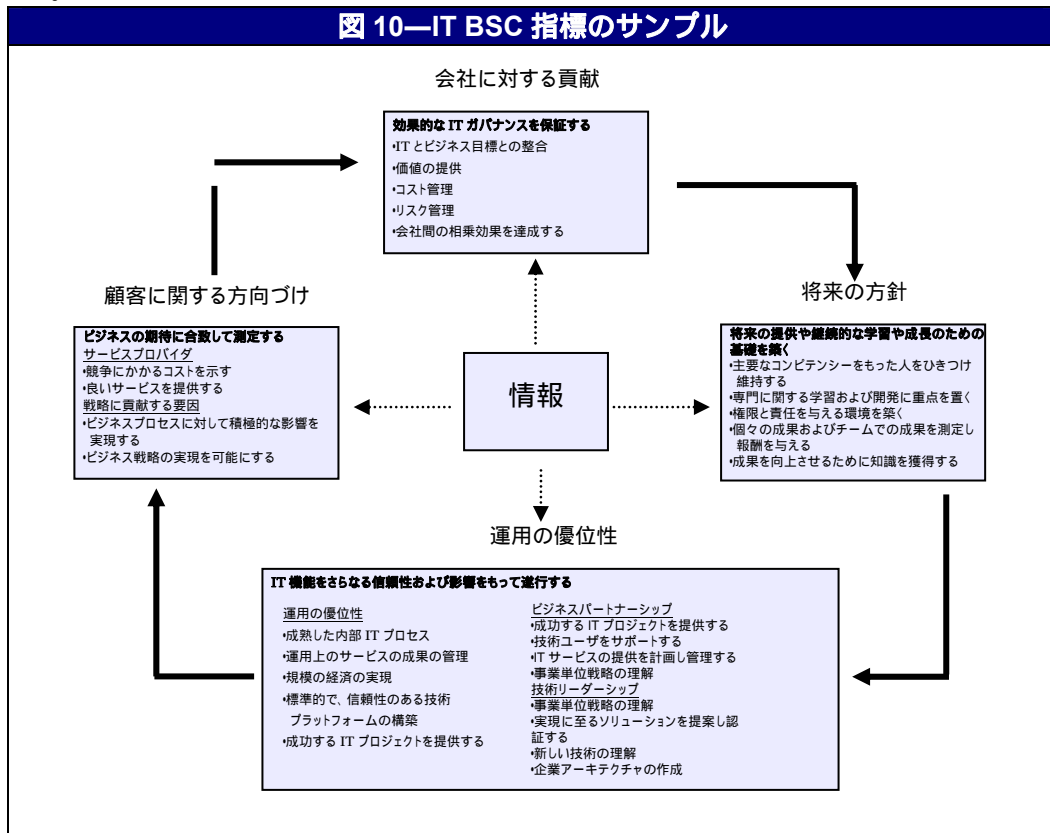 図 10—IT BSC 指標のサンプル
会社に対する貢献
効果的な IT ガバナンスを保証する
•IT とビジネス目標との整合
•価値の提供
•コスト管理
•リスク管理
•会社間の相乗効果を達成する
顧客に関する方向づけ
ビジネスの期待に合致して測定する
サービスプロバイダ
•競争にかかるコストを示す
•良いサービスを提供する
戦略に貢献する要因
•ビジネスプロセスに対して積極的な影響を
実現する
•ビジネス戦略の実現を可能にする
情報
将来の方針
将来の提供や継続的な学習や成長のための
基礎を築く
•主要なコンピテンシーをもった人をひきつけ
維持する
•専門に関する学習および開発に重点を置く
•権限と責任を与える環境を築く
•個々の成果およびチームでの成果を測定し
報酬を与える
•成果を向上させるために知識を獲得する
運用の優位性
IT 機能をさらなる信頼性および影響をもって遂行する
運用の優位性
•成熟した内部 IT プロセス
•運用上のサービスの成果の管理
•規模の経済の実現
•標準的で、信頼性のある技術
プラットフォームの構築
•成功する IT プロジェクトを提供する
ビジネスパートナーシップ
•成功する IT プロジェクトを提供する
•技術ユーザをサポートする
•IT サービスの提供を計画し管理する
•事業単位戦略の理解
技術リーダーシップ
•事業単位戦略の理解
•実現に至るソリューションを提案し認
証する
•新しい技術の理解
•企業アーキテクチャの作成